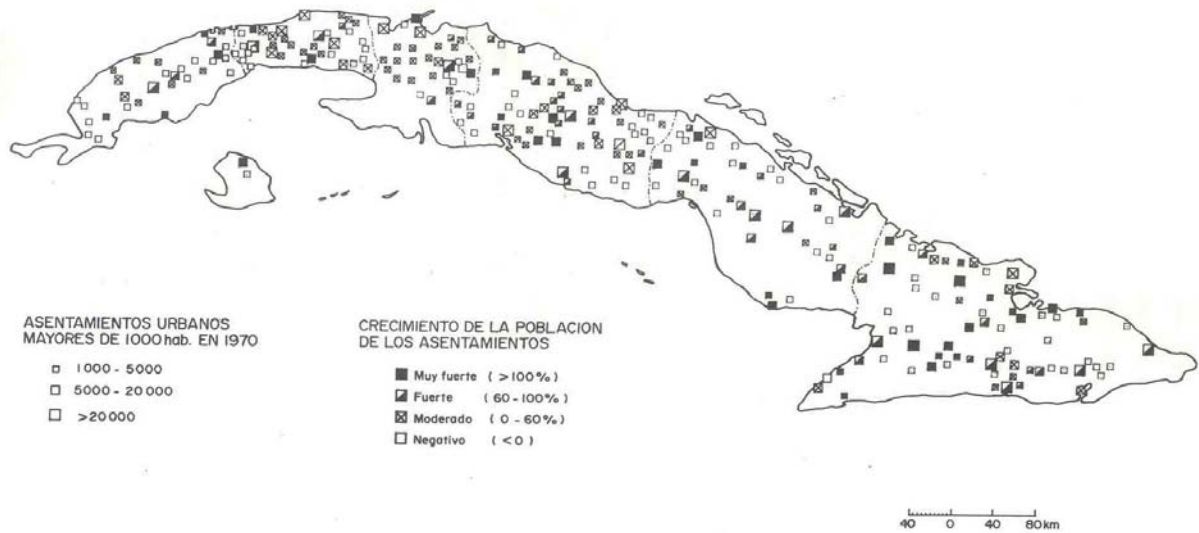 ASENTAMIENTOS URBANOS
MAYORES DE 1000 hab. EN 1970
1000 - 5000
5000 - 20 000
>20 000
CRECIMIENTO DE LA POBLACION
DE LOS ASENTAMIENTOS
Muy fuerte ( >100%)
Fuerte (60-100%)
Moderado ( 0 - 60%)
Negativo ( <0 )
40 0 40 80 km